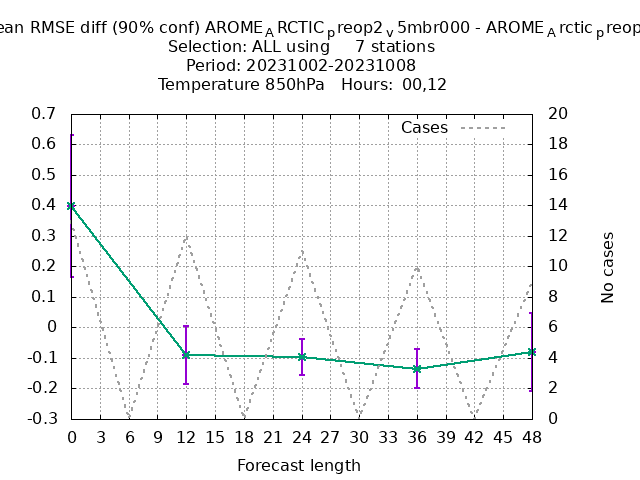 ean RMSE diff (90% conf) AROME A RCTIC p reop2 v 5mbr000 - AROME A rctic p reop
Selection: ALL using 7 stations
Period: 20231002-20231008
Temperature 850hPa Hours: 00,12
Cases
0.7
0.6
0.5
0.4
0.3
0.2
0.1
0
-0.1
-0.2
-0.3
20
18
16
14
12
10
8
6
4
2
0
No cases
0 3 6 9 12 15 18 21 24 27 30 33 36 39 42 45 48
Forecast length